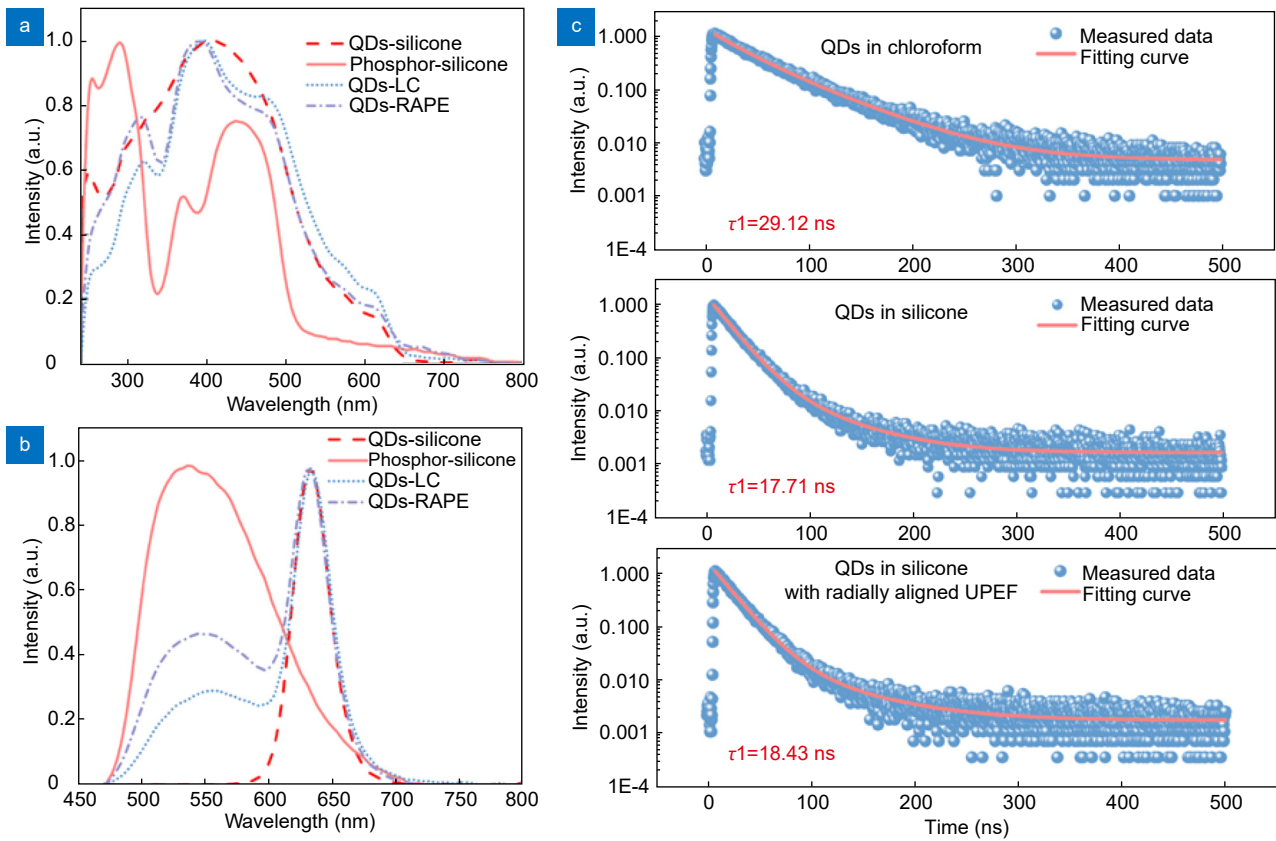 a
1.0
0.8
0.6
0.4
0.2
0
Intensity (a.u.)
QDs-silicone
Phosphor-silicone
QDs-LC
QDs-RAPE
300 400 500 600 700 800
Wavelength (nm)
b
1.0
0.8
0.6
0.4
0.2
0
Intensity (a.u.)
QDs-silicone
Phosphor-silicone
QDs-LC
QDs-RAPE
450 500 550 600 650 700 750 800
Wavelength (nm)
c
1.000
0.100
0.010
0.001
1E-4
Intensity (a.u.)
QDs in chloroform
Measured data
Fitting curve
τ1=29.12 ns
0 100 200 300 400 500
1.000
0.100
0.010
0.001
1E-4
Intensity (a.u.)
QDs in silicone
Measured data
Fitting curve
τ1=17.71 ns
0 100 200 300 400 500
1.000
0.100
0.010
0.001
1E-4
Intensity (a.u.)
QDs in silicone
with radially aligned UPEF
Measured data
Fitting curve
τ1=18.43 ns
0 100 200 300 400 500
Time (ns)